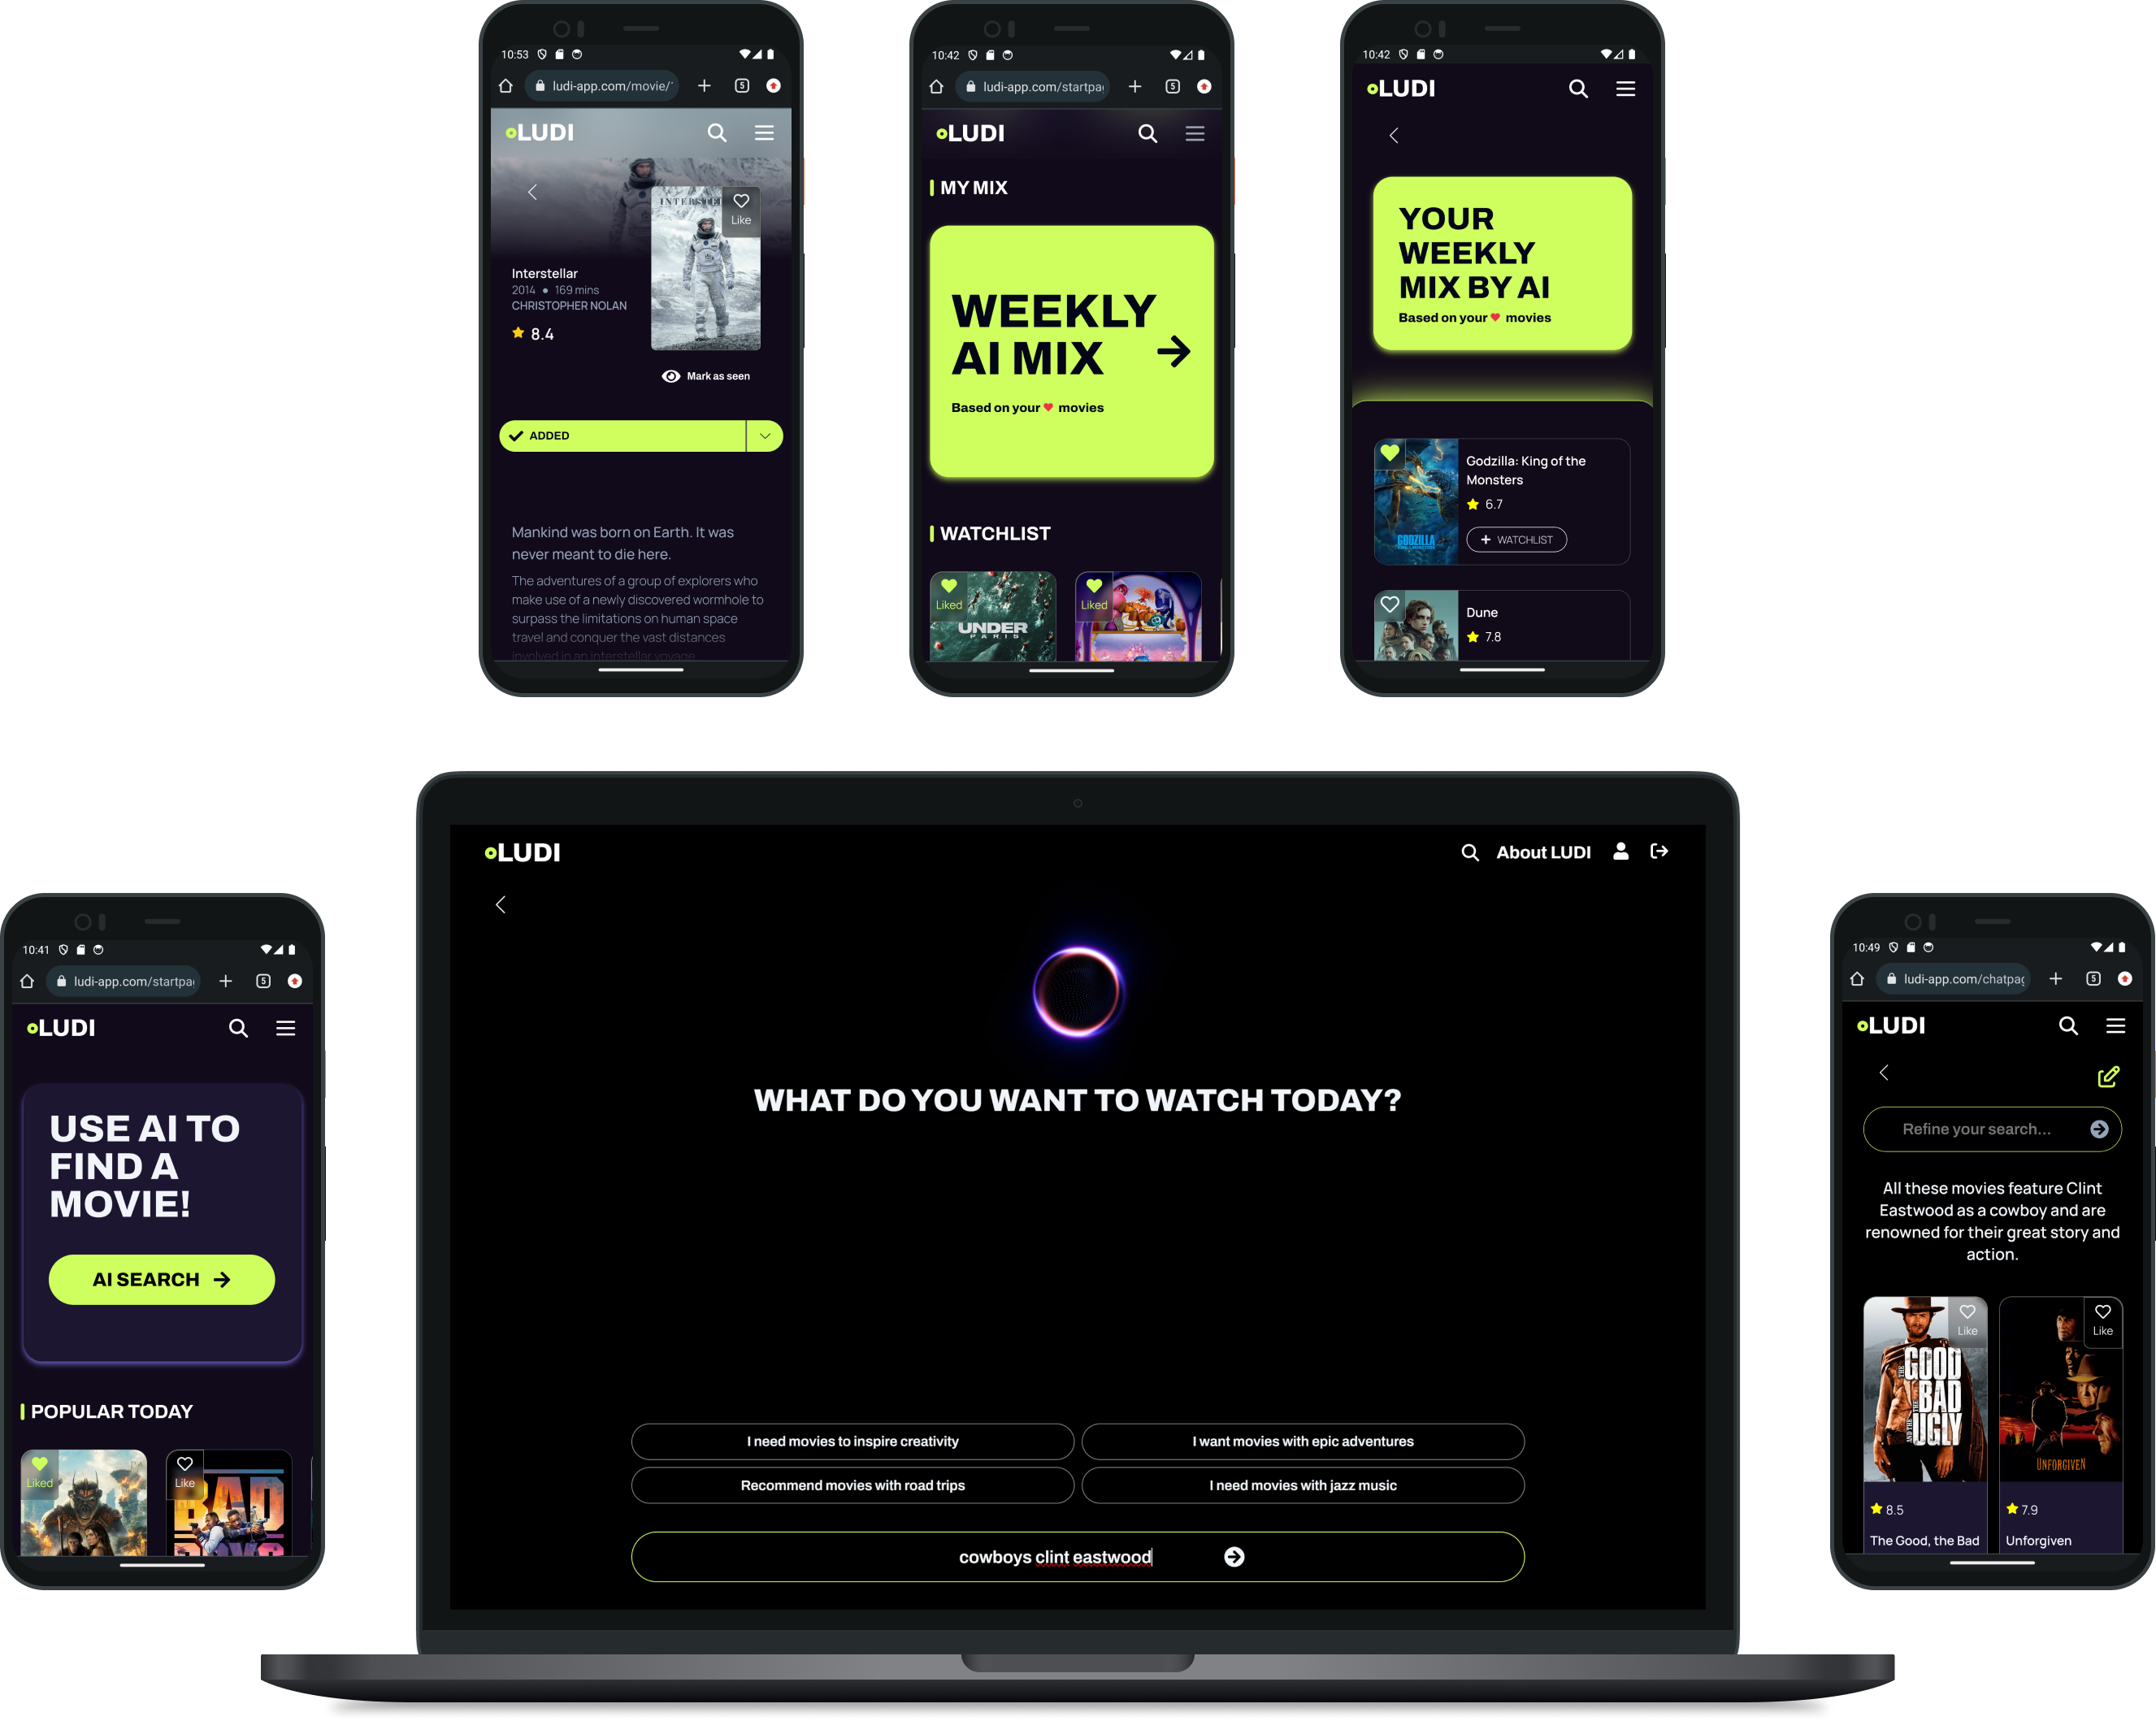 10:53
ludi-app.com/movie/
5
LUDI
INTERSTEL
Like
Interstellar
2014 • 169 mins
CHRISTOPHER NOLAN
8.4
Mark as seen
ADDED
Mankind was born on Earth. It was
never meant to die here.
The adventures of a group of explorers who
make use of a newly discovered wormhole to
surpass the limitations on human space
travel and conquer the vast distances
involved in an interstellar voyage
10:42
ludi-app.com/startpa
5
LUDI
MY MIX
WEEKLY
AI MIX
Based on your movies
WATCHLIST
Liked
UNDER
PARIS
Liked
10:42
LUDI
YOUR
WEEKLY
MIX BY AI
Based on your movies
GODZILLA
Godzilla: King of the
Monsters
6.7
+ WATCHLIST
Dune
7.8
10:41
ludi-app.com/startpa
5
LUDI
USE AI TO
FIND A
MOVIE!
AI SEARCH
POPULAR TODAY
Liked
Like
BAD
BOYS
LUDI
About LUDI
WHAT DO YOU WANT TO WATCH TODAY?
I need movies to inspire creativity
I want movies with epic adventures
Recommend movies with road trips
I need movies with jazz music
cowboys clint eastwood
10:49
ludi-app.com/chatpag
5
LUDI
Refine your search...
All these movies feature Clint
Eastwood as a cowboy and are
renowned for their great story and
action.
Like
THE GOOD
THE BAD
AND THE UGLY
8.5
The Good, the Bad
Like
UNFORGIVEN
7.9
Unforgiven